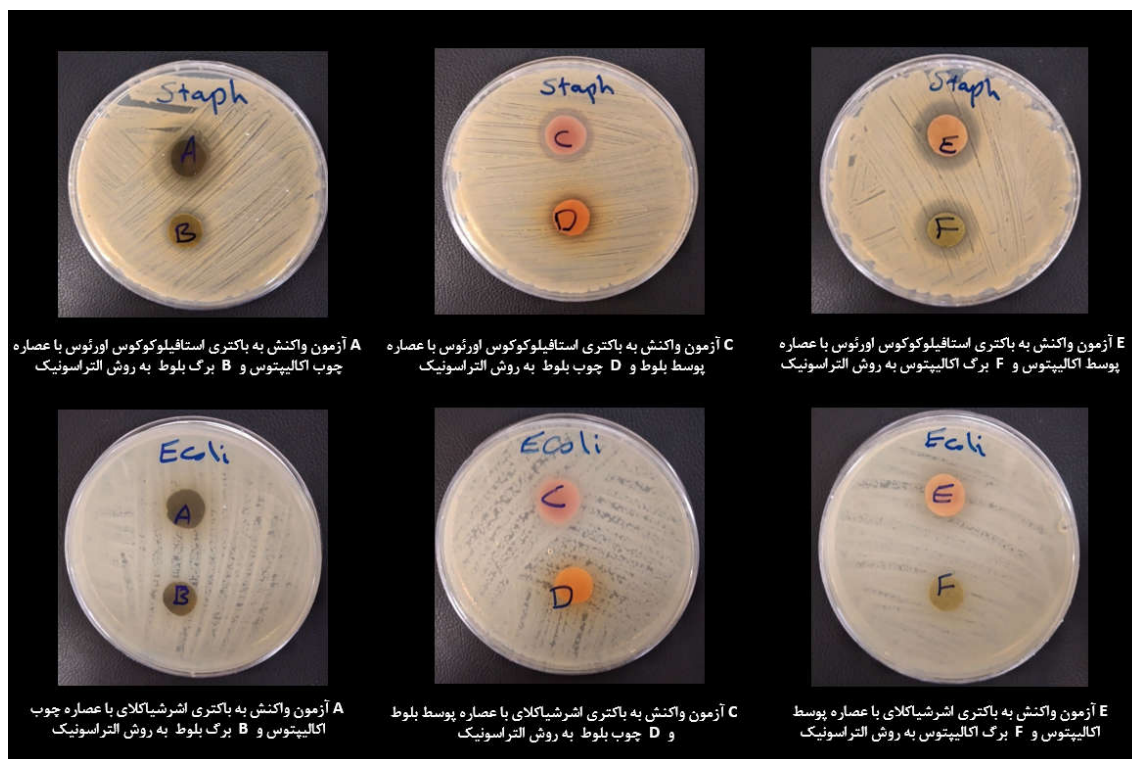 Staph
A
B
Staph
C
D
Staph
E
F
A آزمون واکنش به باکتری استافیلوکوکوس اورئوس با عصاره
چوب اکالیپتوس و B برگ بلوط به روش التراسونیک
C آزمون واکنش به باکتری استافیلوکوکوس اورئوس با عصاره
پوسط بلوط و D چوب بلوط به روش التراسونیک
E آزمون واکنش به باکتری استافیلوکوکوس اورئوس با عصاره
پوسط اکالیپتوس و F برگ اکالیپتوس به روش التراسونیک
Ecoli
A
B
Ecoli
C
D
Ecoli
E
F
A آزمون واکنش به باکتری اشرشیاکلای با عصاره چوب
اکالیپتوس و B برگ بلوط به روش التراسونیک
C آزمون واکنش به باکتری اشرشیاکلای با عصاره پوسط بلوط
و D چوب بلوط به روش التراسونیک
E آزمون واکنش به باکتری اشرشیاکلای با عصاره پوسط
اکالیپتوس و F برگ اکالیپتوس به روش التراسونیک